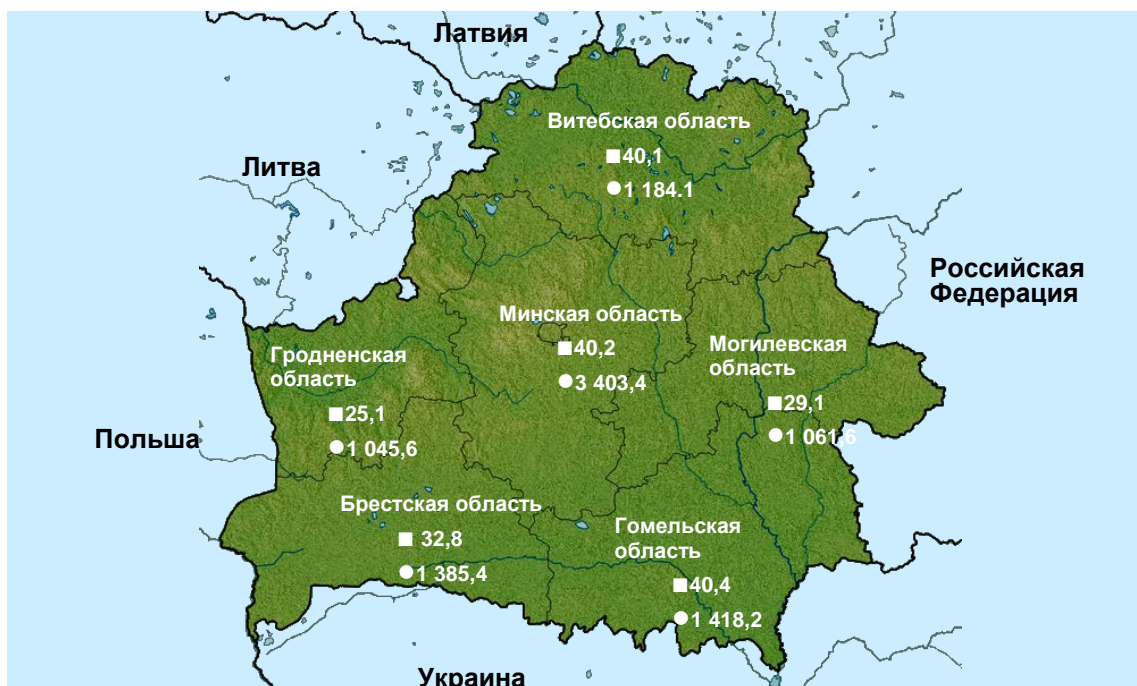 Латвия
Витебская область
40,1
1 184.1
Литва
Российская
Федерация
Минская область
40,2
3 403,4
Гродненская
область
25,1
1 045,6
Могилевская
область
29,1
1 061,6
Польша
Брестская область
32,8
1 385,4
Гомельская
область
40,4
1 418,2
Украина